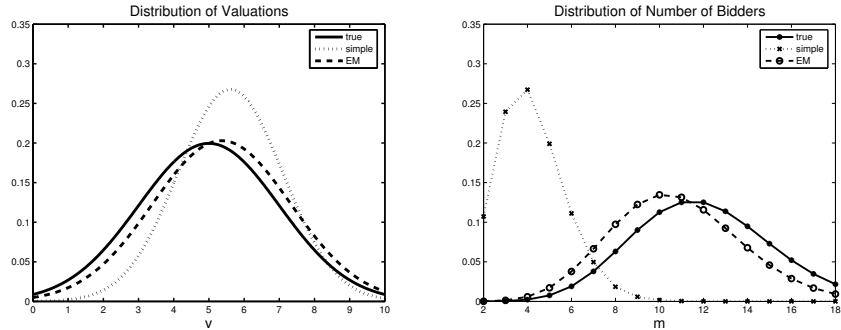 Distribution of Valuations
true
simple
EM
0.35
0.3
0.25
0.2
0.15
0.1
0.05
0
0 1 2 3 4 5 6 7 8 9 10
v
Distribution of Number of Bidders
true
simple
EM
0.35
0.3
0.25
0.2
0.15
0.1
0.05
0
2 4 6 8 10 12 14 16 18
m